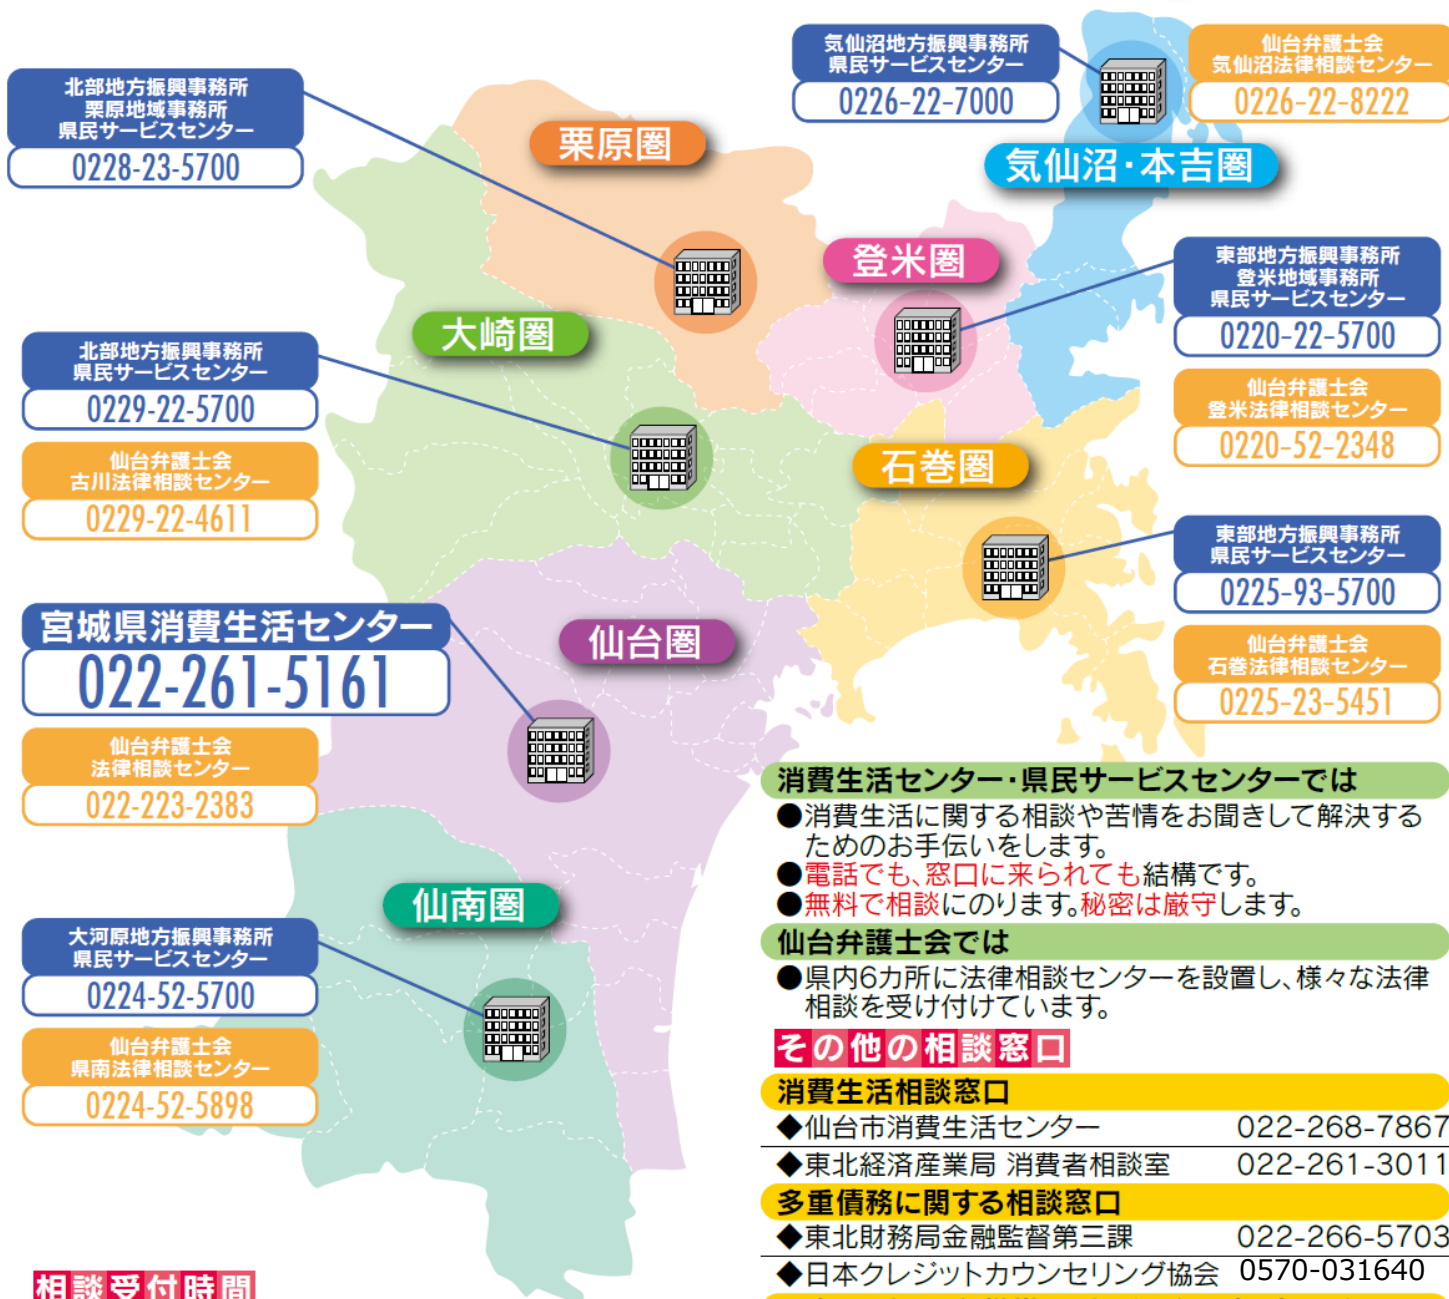 気仙沼地方振興事務所
県民サービスセンター
0226-22-7000
仙台弁護士会
気仙沼法律相談センター
0226-22-8222
北部地方振興事務所
栗原地域事務所
県民サービスセンター
0228-23-5700
栗原圏
気仙沼・本吉圏
登米圏
東部地方振興事務所
登米地域事務所
県民サービスセンター
0220-22-5700
大崎圏
北部地方振興事務所
県民サービスセンター
0229-22-5700
仙台弁護士会
登米法律相談センター
0220-52-2348
仙台弁護士会
古川法律相談センター
0229-22-4611
石巻圏
東部地方振興事務所
県民サービスセンター
0225-93-5700
宮城県消費生活センター
022-261-5161
仙台圏
仙台弁護士会
石巻法律相談センター
0225-23-5451
仙台弁護士会
法律相談センター
022-223-2383
仙南圏
大河原地方振興事務所
県民サービスセンター
0224-52-5700
仙台弁護士会
県南法律相談センター
0224-52-5898
消費生活センター・県民サービスセンターでは
●消費生活に関する相談や苦情をお聞きして解決する
ためのお手伝いをします。
●電話でも、窓口に来られても結構です。
●無料で相談にのります。秘密は厳守します。
仙台弁護士会では
●県内6カ所に法律相談センターを設置し、様々な法律
相談を受け付けています。
その他の相談窓口
消費生活相談窓口
◆仙台市消費生活センター 022-268-7867
◆東北経済産業局 消費者相談室 022-261-3011
多重債務に関する相談窓口
◆東北財務局金融監督第三課 022-266-5703
◆日本クレジットカウンセリング協会 0570-031640
相談受付時間